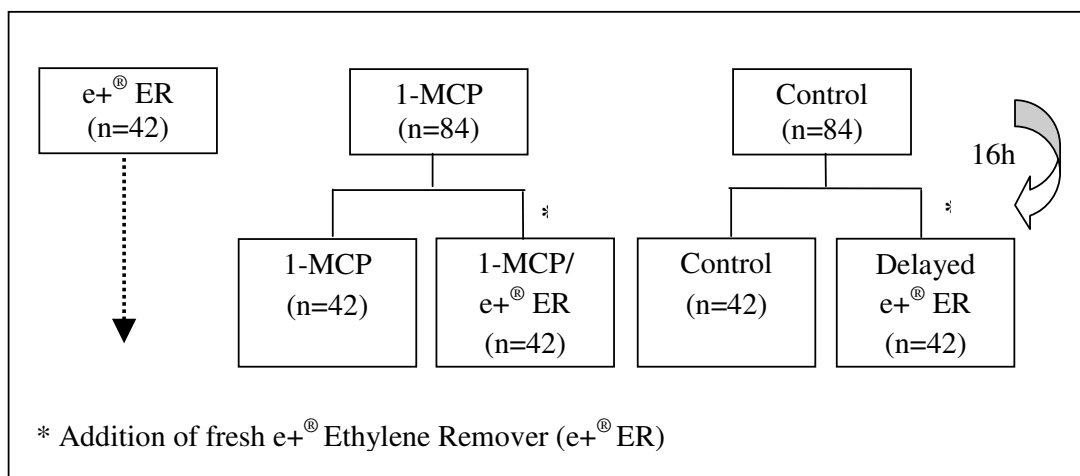 e+® ER
(n=42)
1-MCP
(n=84)
Control
(n=84)
16h
*
*
1-MCP
(n=42)
1-MCP/
e+® ER
(n=42)
Control
(n=42)
Delayed
e+® ER
(n=42)
* Addition of fresh e+® Ethylene Remover (e+® ER)